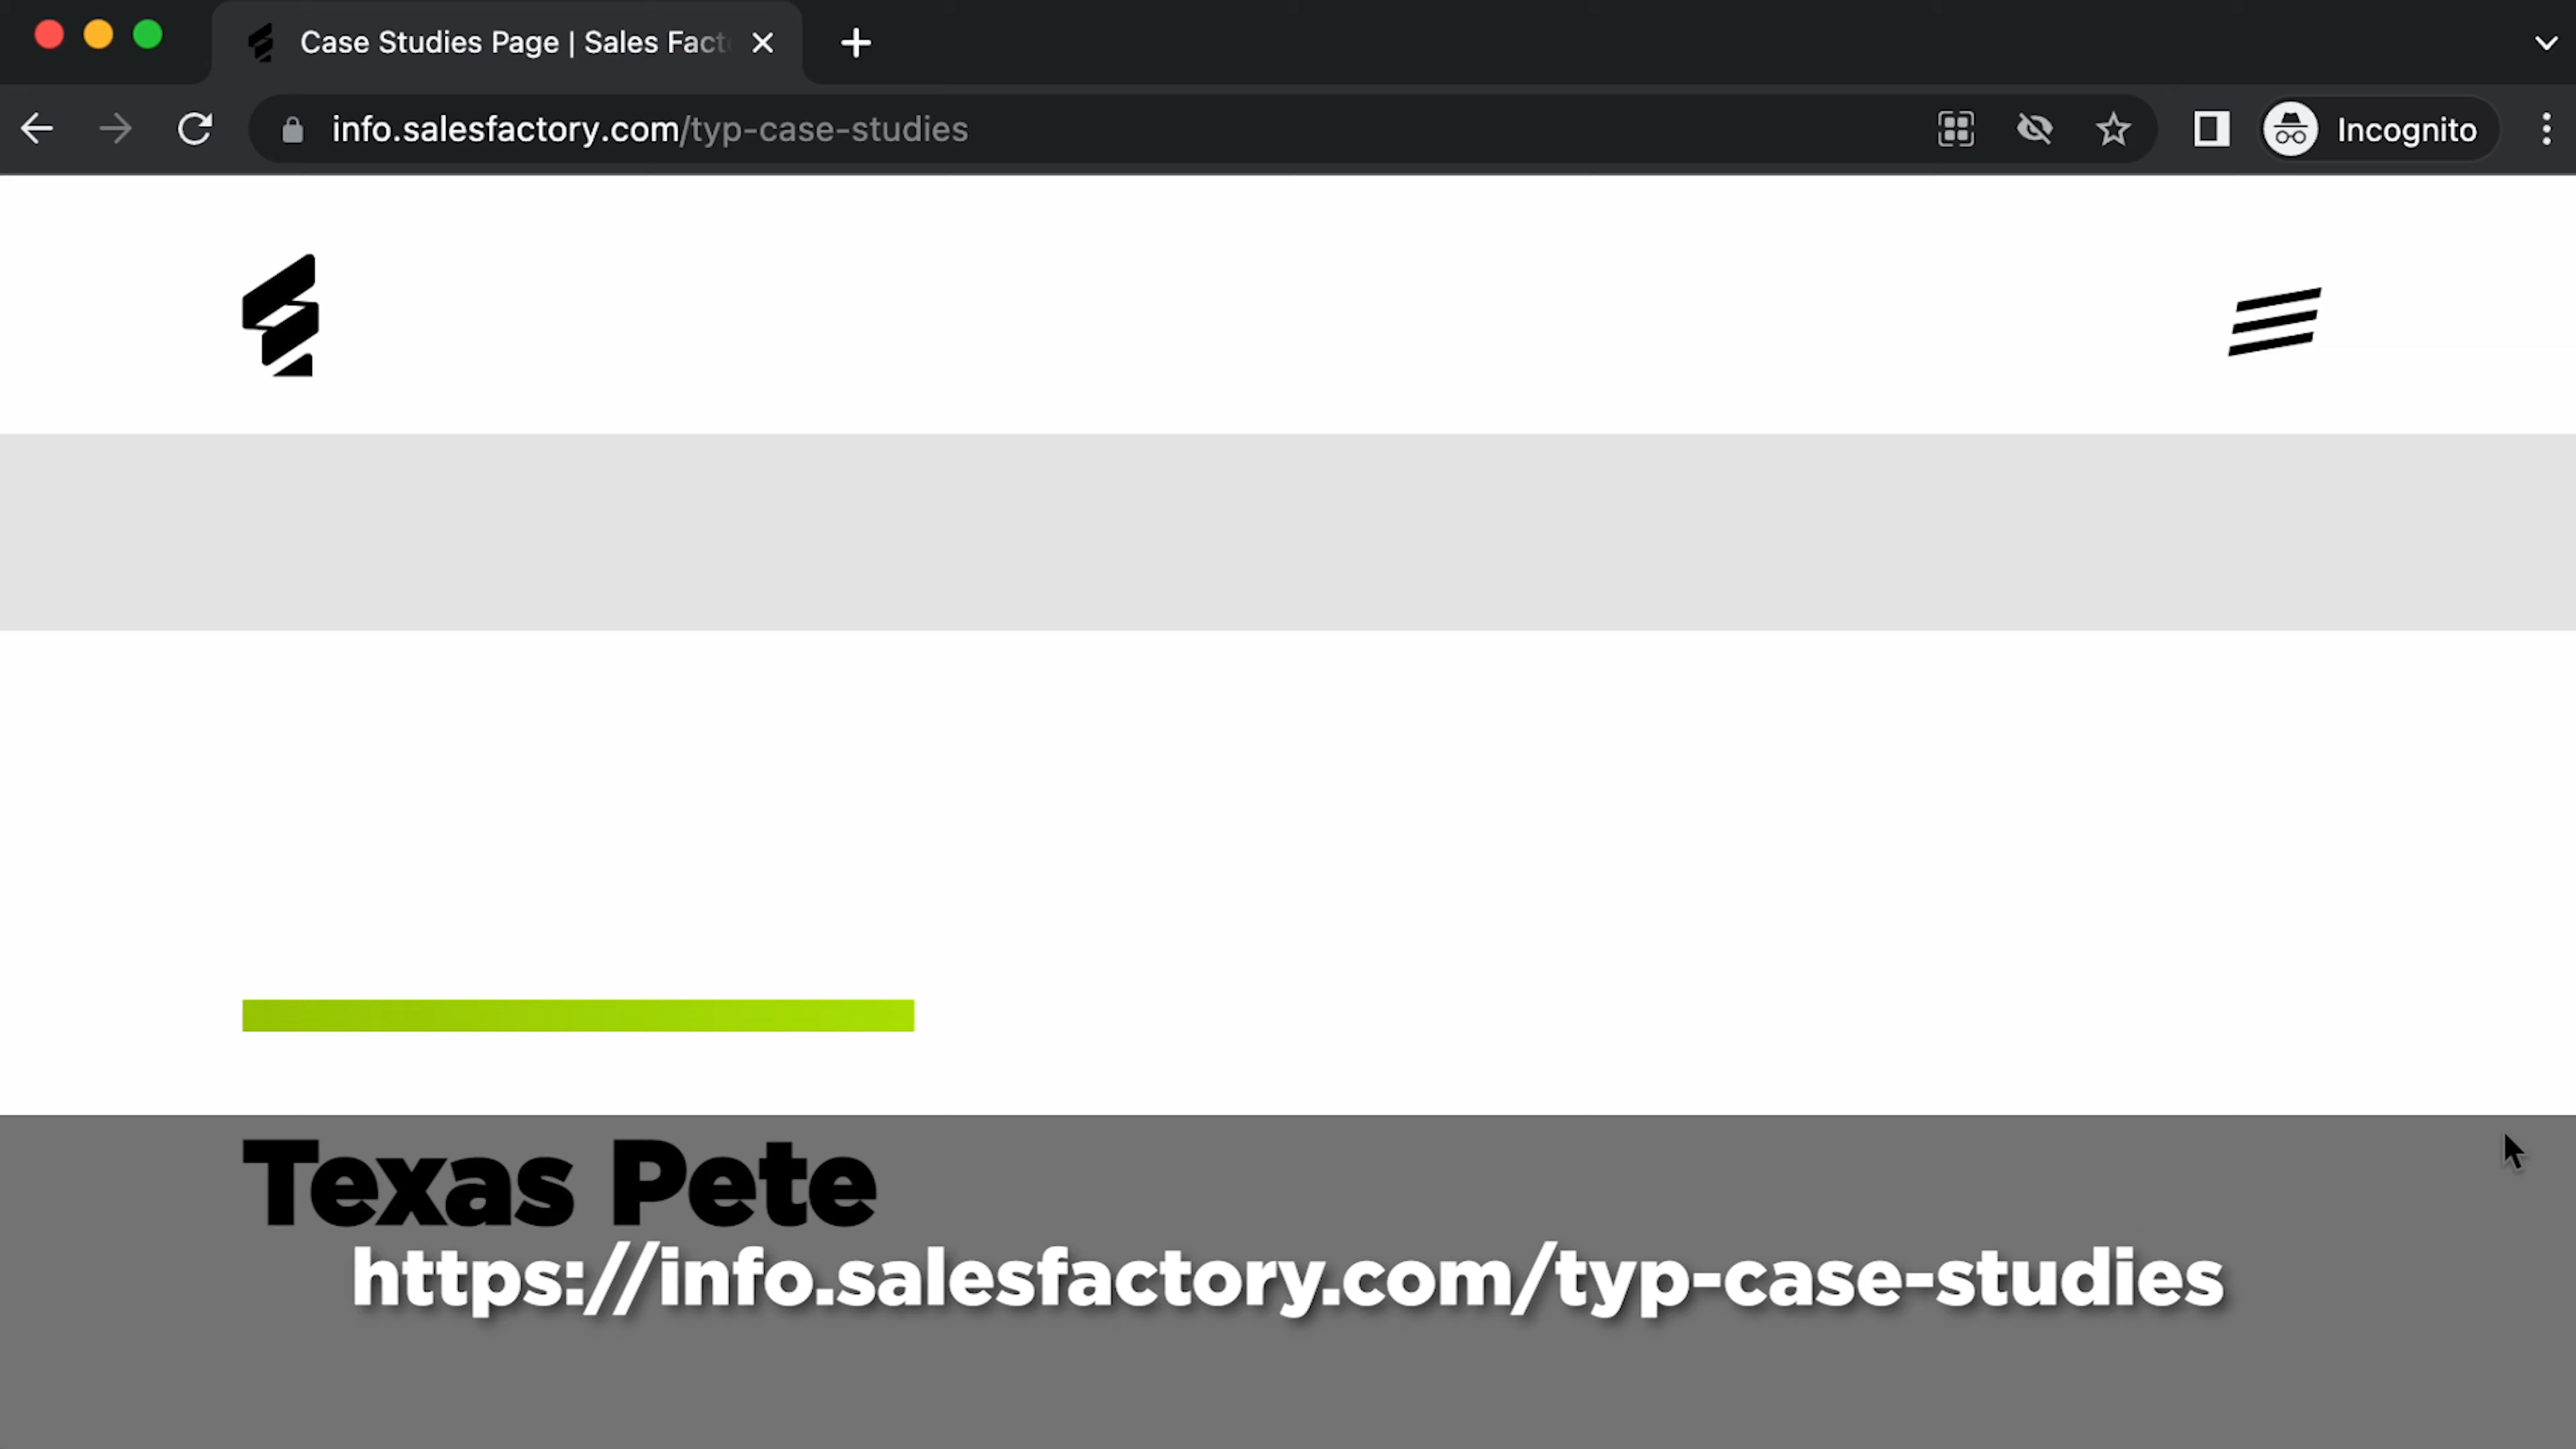 Case Studies Page | Sales Fact
info.salesfactory.com/typ-case-studies
Incognito
Texas Pete
https://info.salesfactory.com/typ-case-studies